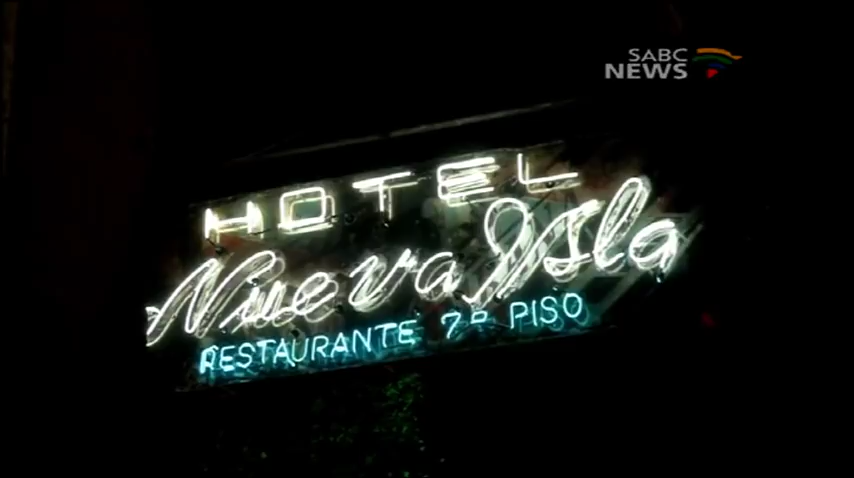 SABC
NEWS
HOTEL
Nueva Isla
RESTAURANTE 7º PISO